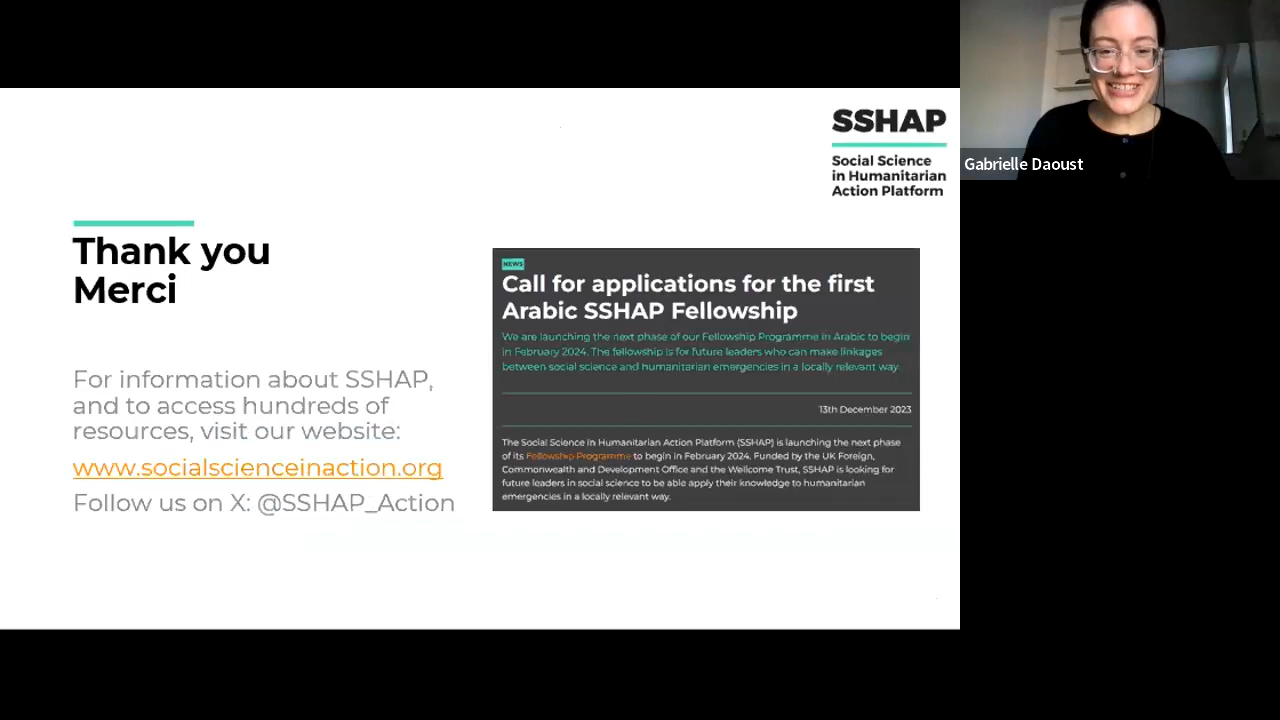 SSHAP
Social Science
in Humanitarian
Action Platform
Gabrielle Daoust
Thank you
Merci
For information about SSHAP,
and to access hundreds of
resources, visit our website:
www.socialscienceinaction.org
Follow us on X: @SSHAP_Action
NEWS
Call for applications for the first
Arabic SSHAP Fellowship
We are launching the next phase of our Fellowship Programme in Arabic to begin
in February 2024. The fellowship is for future leaders who can make linkages
between social science and humanitarian emergencies in a locally relevant way.
13th December 2023
The Social Science in Humanitarian Action Platform (SSHAP) is launching the next phase
of its Fellowship Programme to begin in February 2024. Funded by the UK Foreign,
Commonwealth and Development Office and the Wellcome Trust, SSHAP is looking for
future leaders in social science to be able apply their knowledge to humanitarian
emergencies in a locally relevant way.